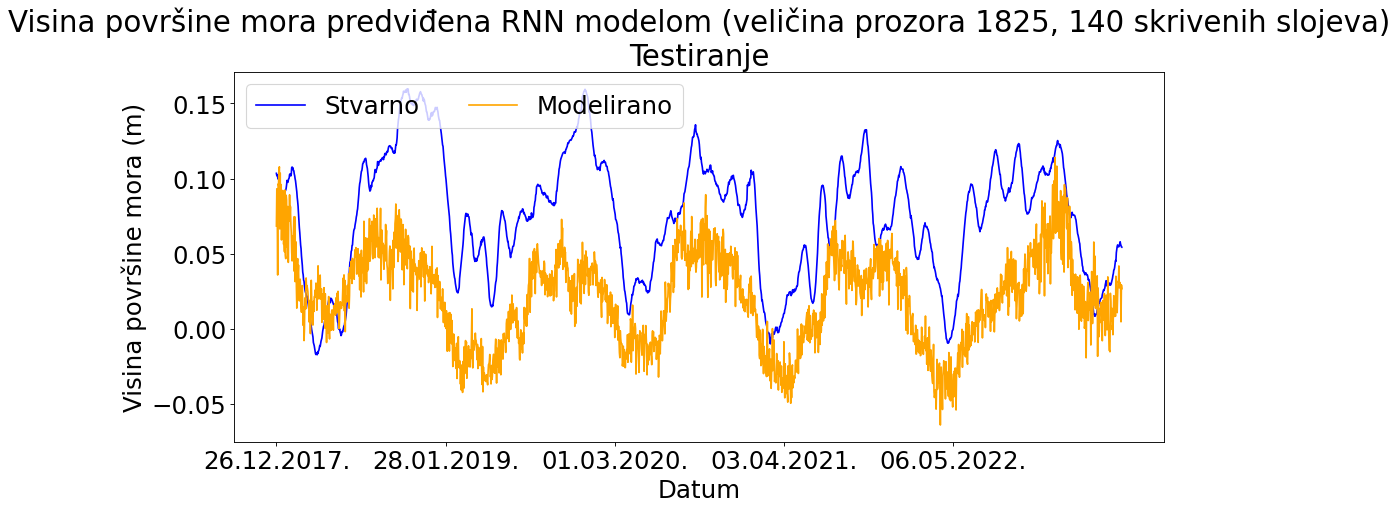 Visina površine mora predviđena RNN modelom (veličina prozora 1825, 140 skrivenih slojeva)
Testiranje
Stvarno Modelirano
Visina površine mora (m)
0.15
0.10
0.05
0.00
−0.05
26.12.2017. 28.01.2019. 01.03.2020. 03.04.2021. 06.05.2022.
Datum